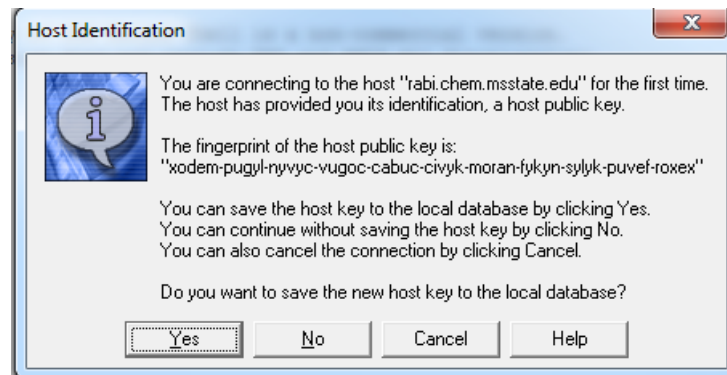 Host Identification
You are connecting to the host "rabi.chem.msstate.edu" for the first time.
The host has provided you its identification, a host public key.
The fingerprint of the host public key is:
"xodem-pugyl-nyvyc-vugoc-cabuc-civyk-moran-fykyn-sylyk-puvef-roxex"
You can save the host key to the local database by clicking Yes.
You can continue without saving the host key by clicking No.
You can also cancel the connection by clicking Cancel.
Do you want to save the new host key to the local database?
Yes No Cancel Help